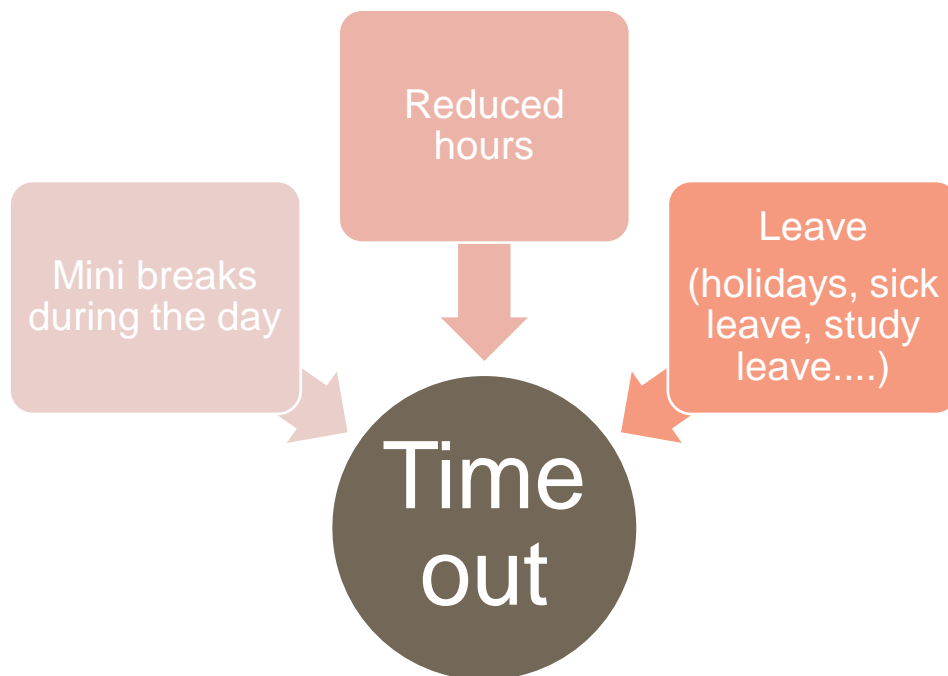 Reduced
hours
Mini breaks
during the day
Leave
(holidays, sick
leave, study
leave....)
Time
out